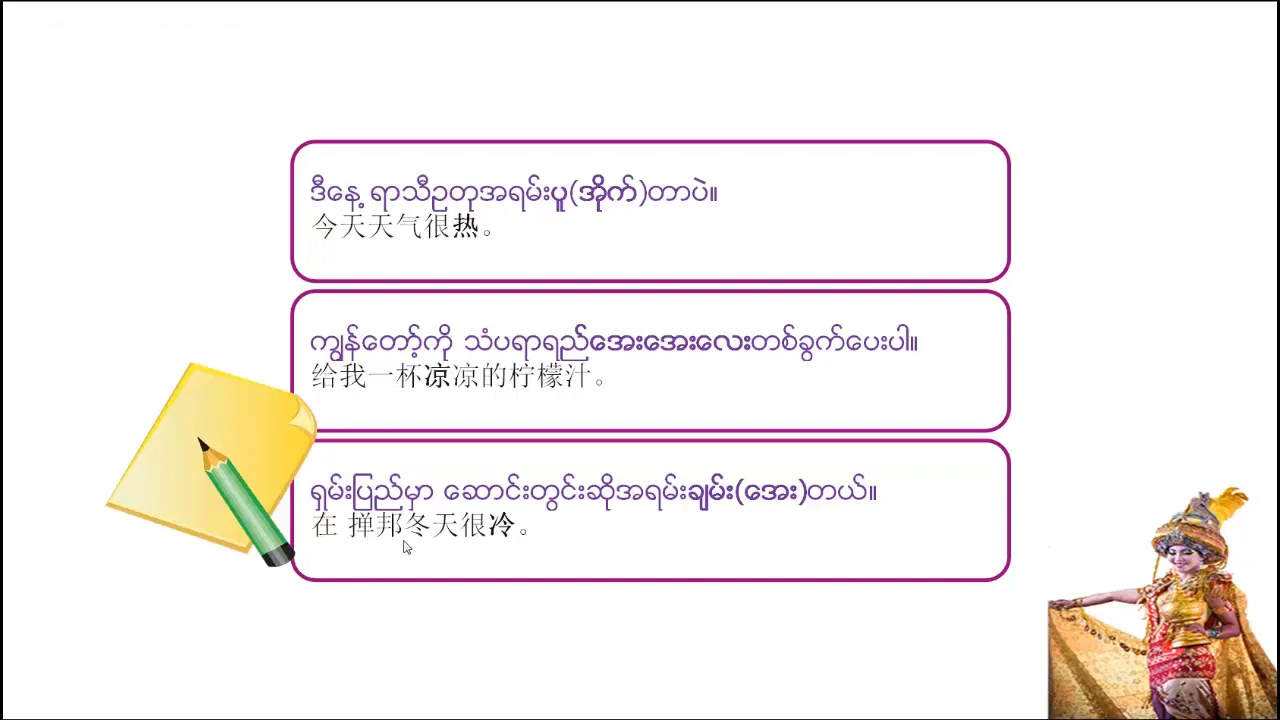 ဒီနေ့ ရာသီဥတုအရမ်းပူ(အိုက်)တာပဲ။
今天天气很热。
ကျွန်တော့်ကို သံပရာရည်အေးအေးလေးတစ်ခွက်ပေးပါ။
给我一杯凉凉的柠檬汁。
ရှမ်းပြည်မှာ ဆောင်းတွင်းဆိုအရမ်းချမ်း(အေး)တယ်။
在 掸邦冬天很冷。